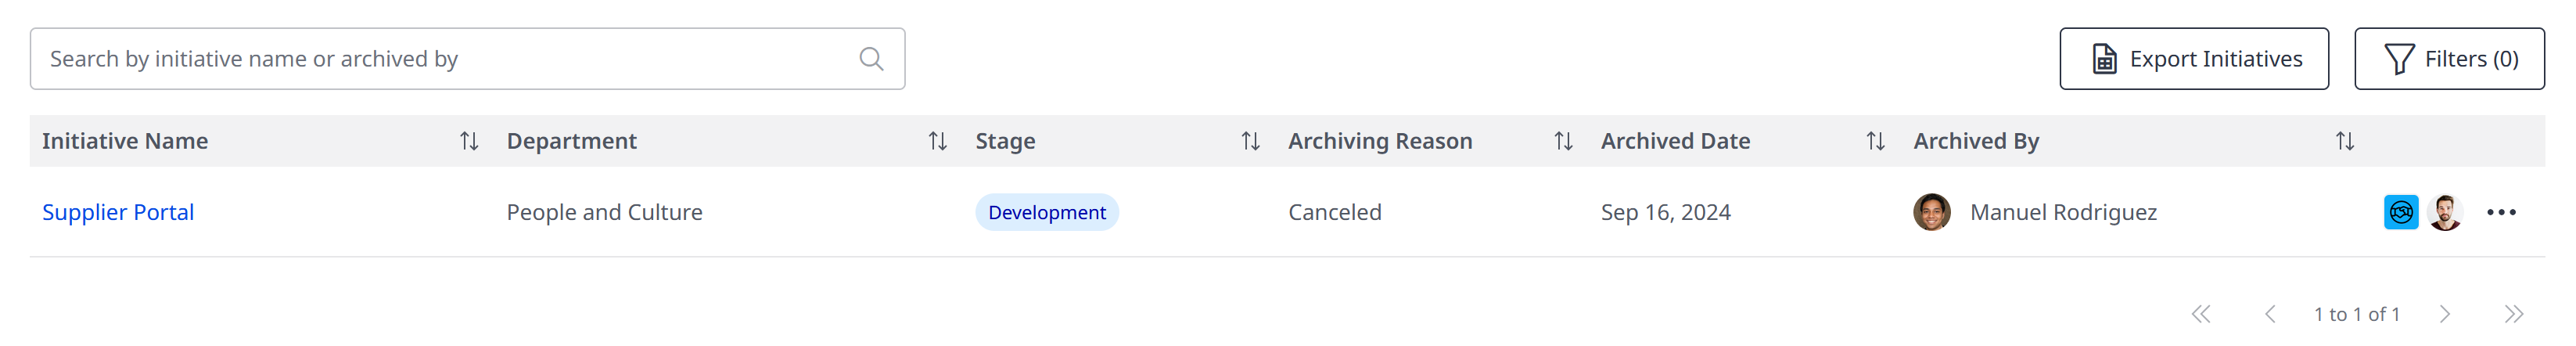 Search by initiative name or archived by
Export Initiatives
Filters (0)
Initiative Name Department Stage Archiving Reason Archived Date Archived By
Supplier Portal People and Culture Development Canceled Sep 16, 2024 Manuel Rodriguez
1 to 1 of 1